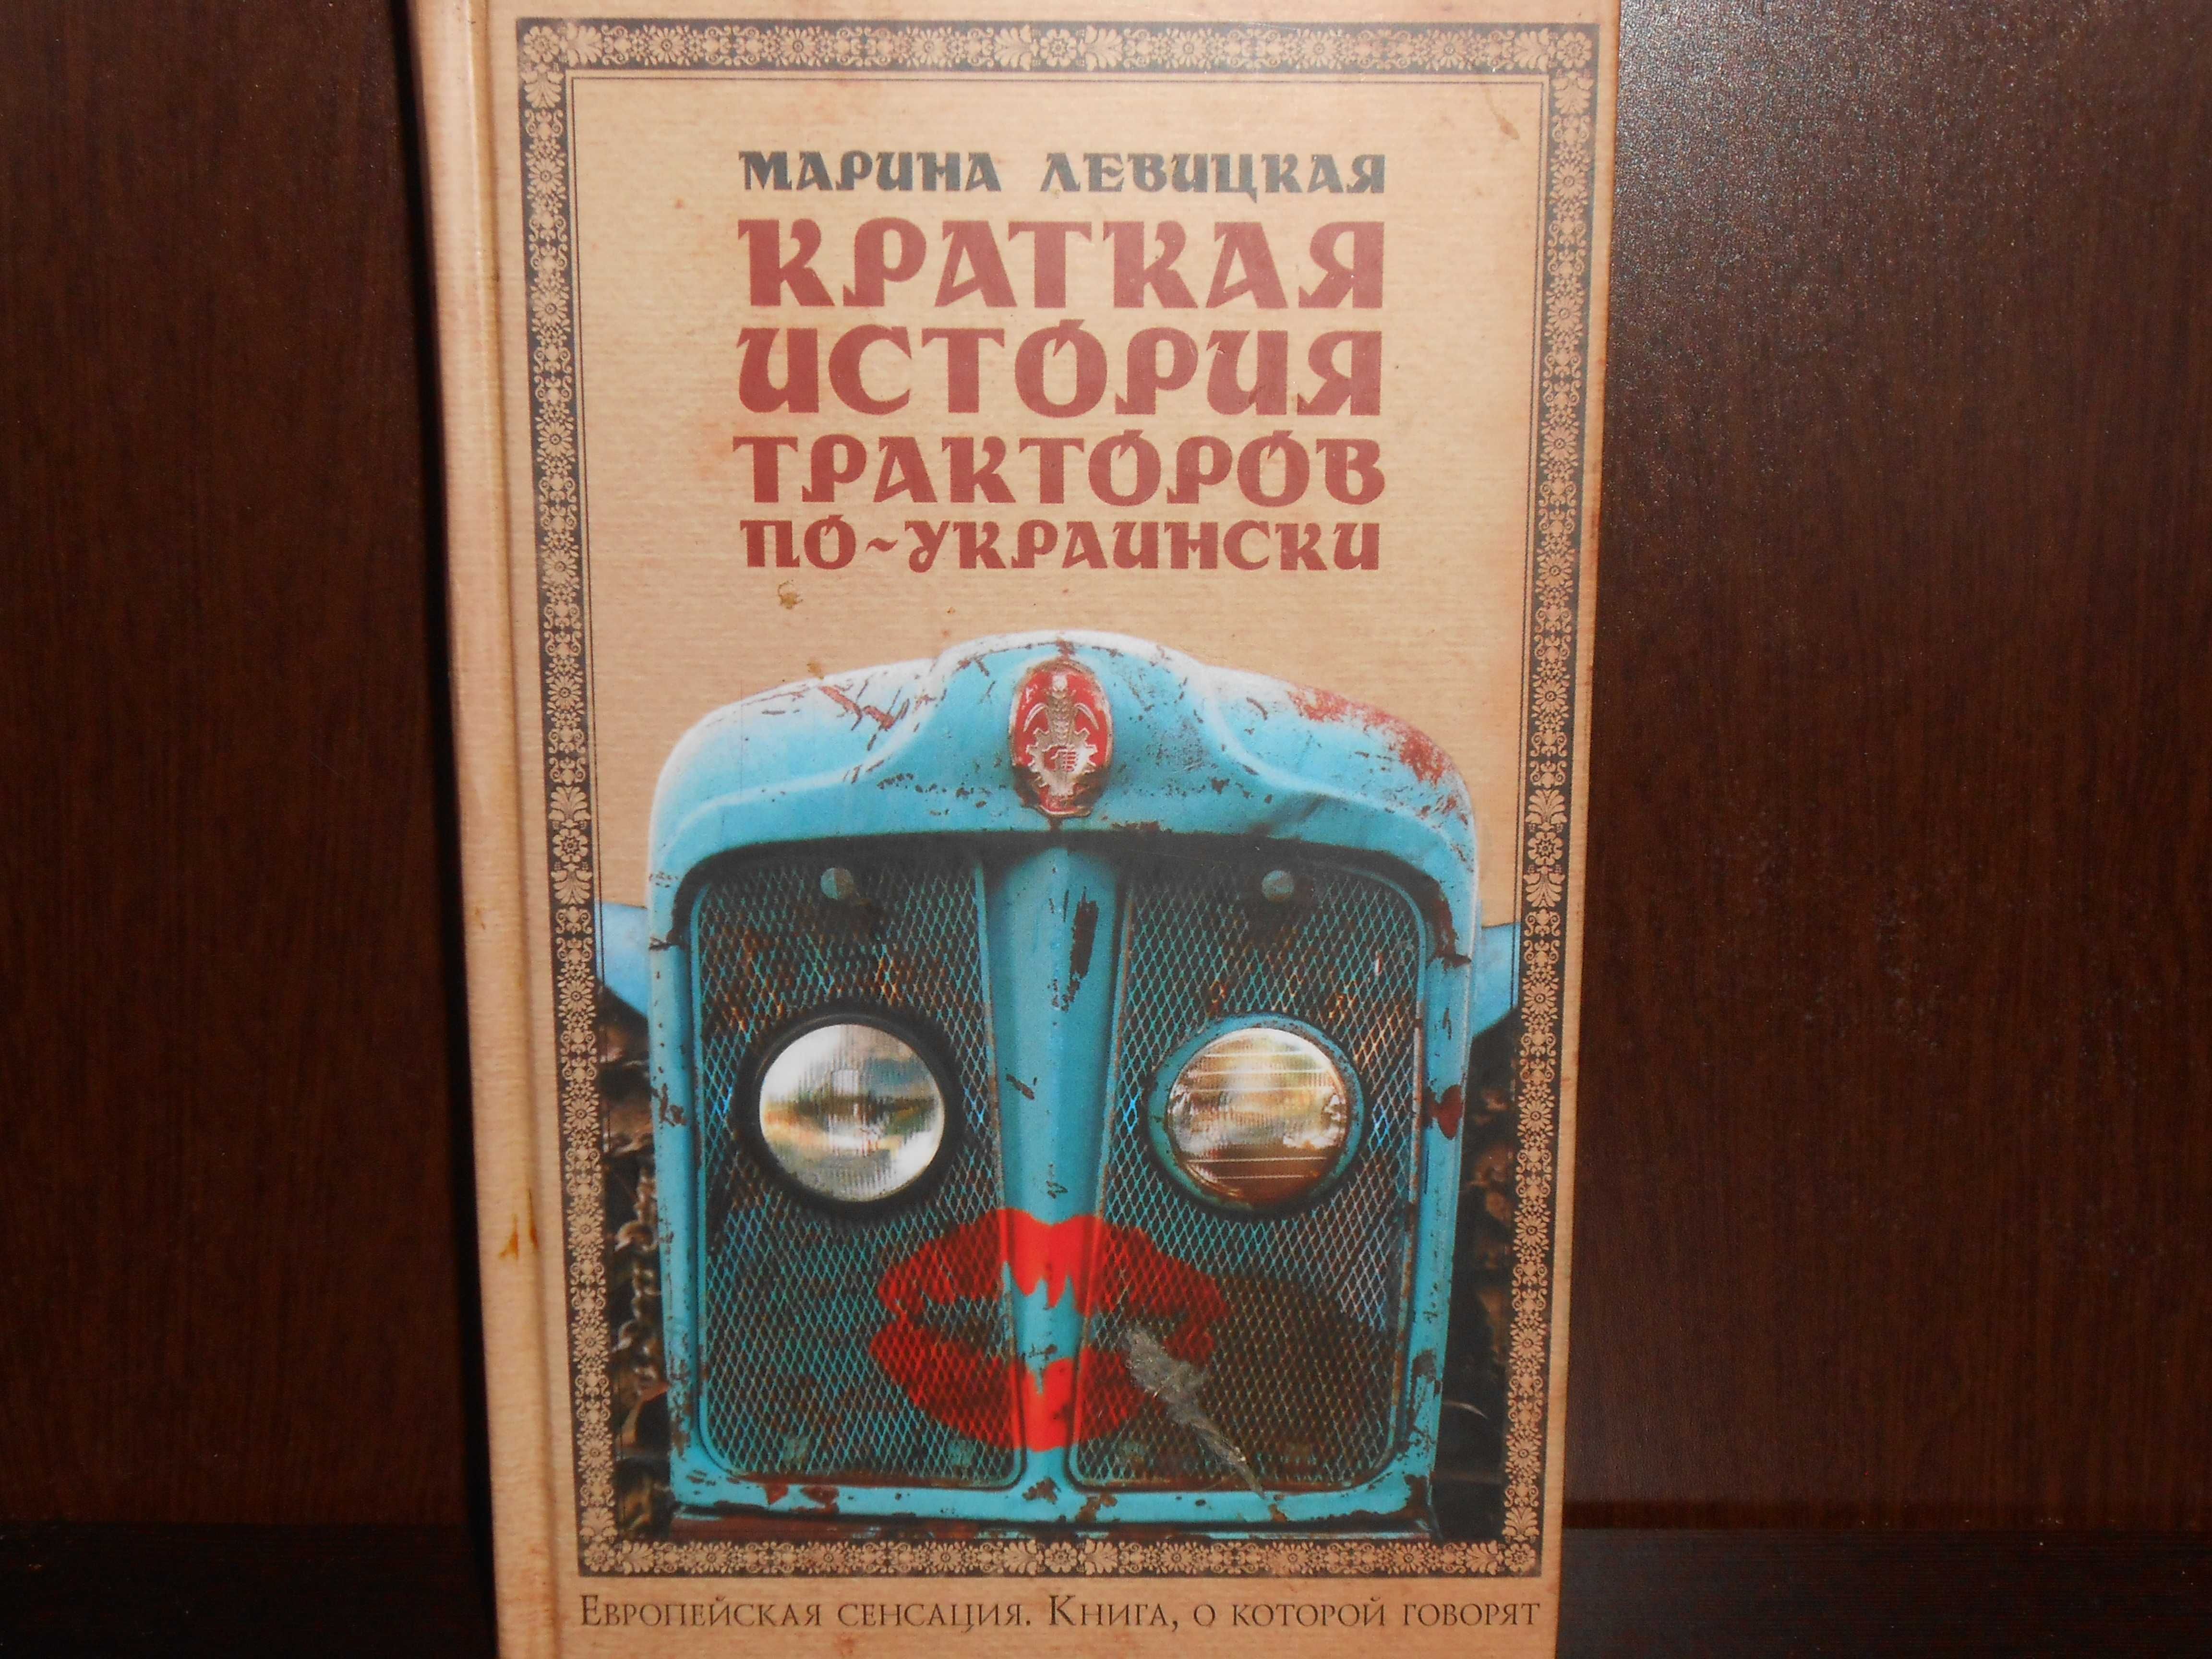 МАРИНА ЛЕВИЦКАЯ
КРАТКАЯ
ИСТОРИЯ
ТРАКТОРОВ
ПО-УКРАИНСКИ
ЕВРОПЕЙСКАЯ СЕНСАЦИЯ. КНИГА, О КОТОРОЙ ГОВОРЯТ